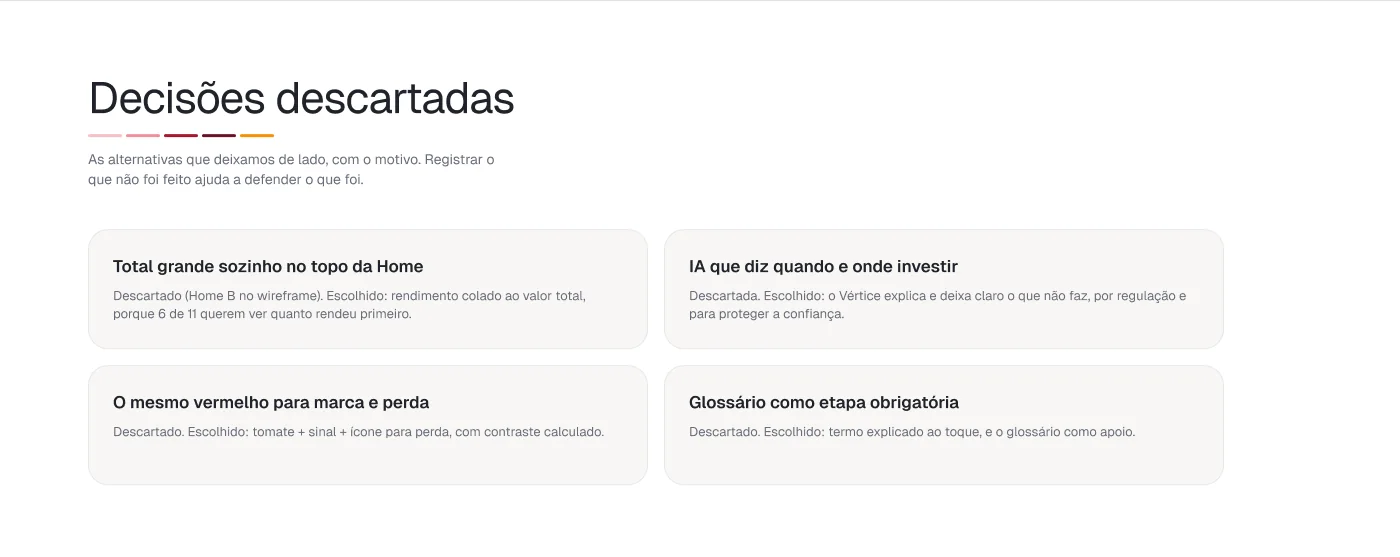 Decisões descartadas
As alternativas que deixamos de lado, com o motivo. Registrar o
que não foi feito ajuda a defender o que foi.
Total grande sozinho no topo da Home
Descartado (Home B no wireframe). Escolhido: rendimento colado ao valor total,
porque 6 de 11 querem ver quanto rendeu primeiro.
IA que diz quando e onde investir
Descartada. Escolhido: o Vértice explica e deixa claro o que não faz, por regulação e
para proteger a confiança.
O mesmo vermelho para marca e perda
Descartado. Escolhido: tomate + sinal + ícone para perda, com contraste calculado.
Glossário como etapa obrigatória
Descartado. Escolhido: termo explicado ao toque, e o glossário como apoio.